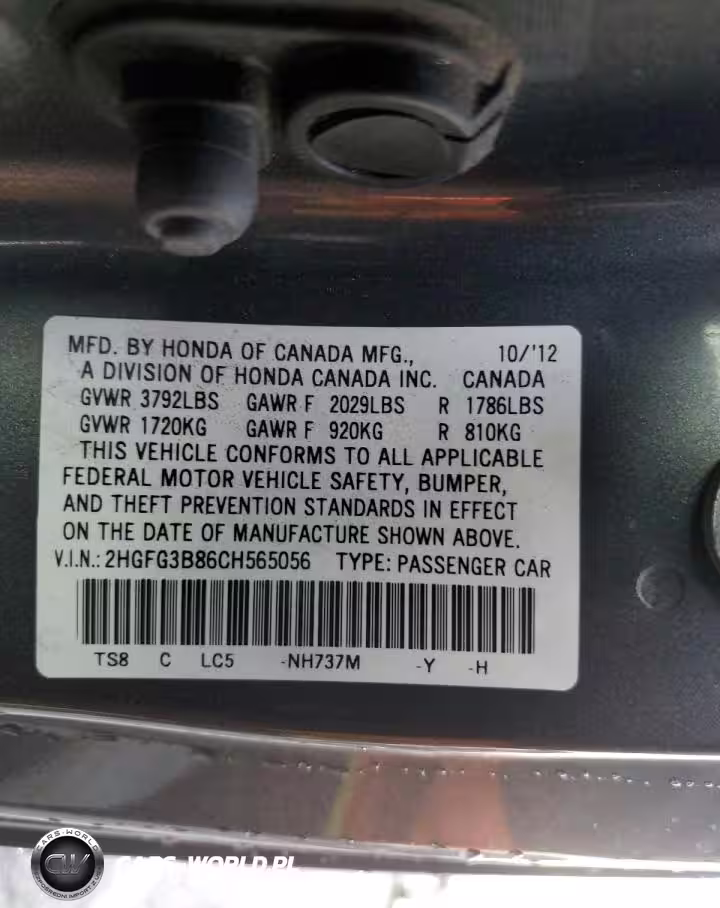 MFD. BY HONDA OF CANADA MFG., 10/'12
A DIVISION OF HONDA CANADA INC. CANADA
GVWR 3792LBS GAWR F 2029LBS R 1786LBS
GVWR 1720KG GAWR F 920KG R 810KG
THIS VEHICLE CONFORMS TO ALL APPLICABLE
FEDERAL MOTOR VEHICLE SAFETY, BUMPER,
AND THEFT PREVENTION STANDARDS IN EFFECT
ON THE DATE OF MANUFACTURE SHOWN ABOVE.
V.I.N.: 2HGFG3B86CH565056 TYPE: PASSENGER CAR
TS8 C LC5 -NH737M -Y -H
CARS-WORLD
CW
CARS-WORLD.PL